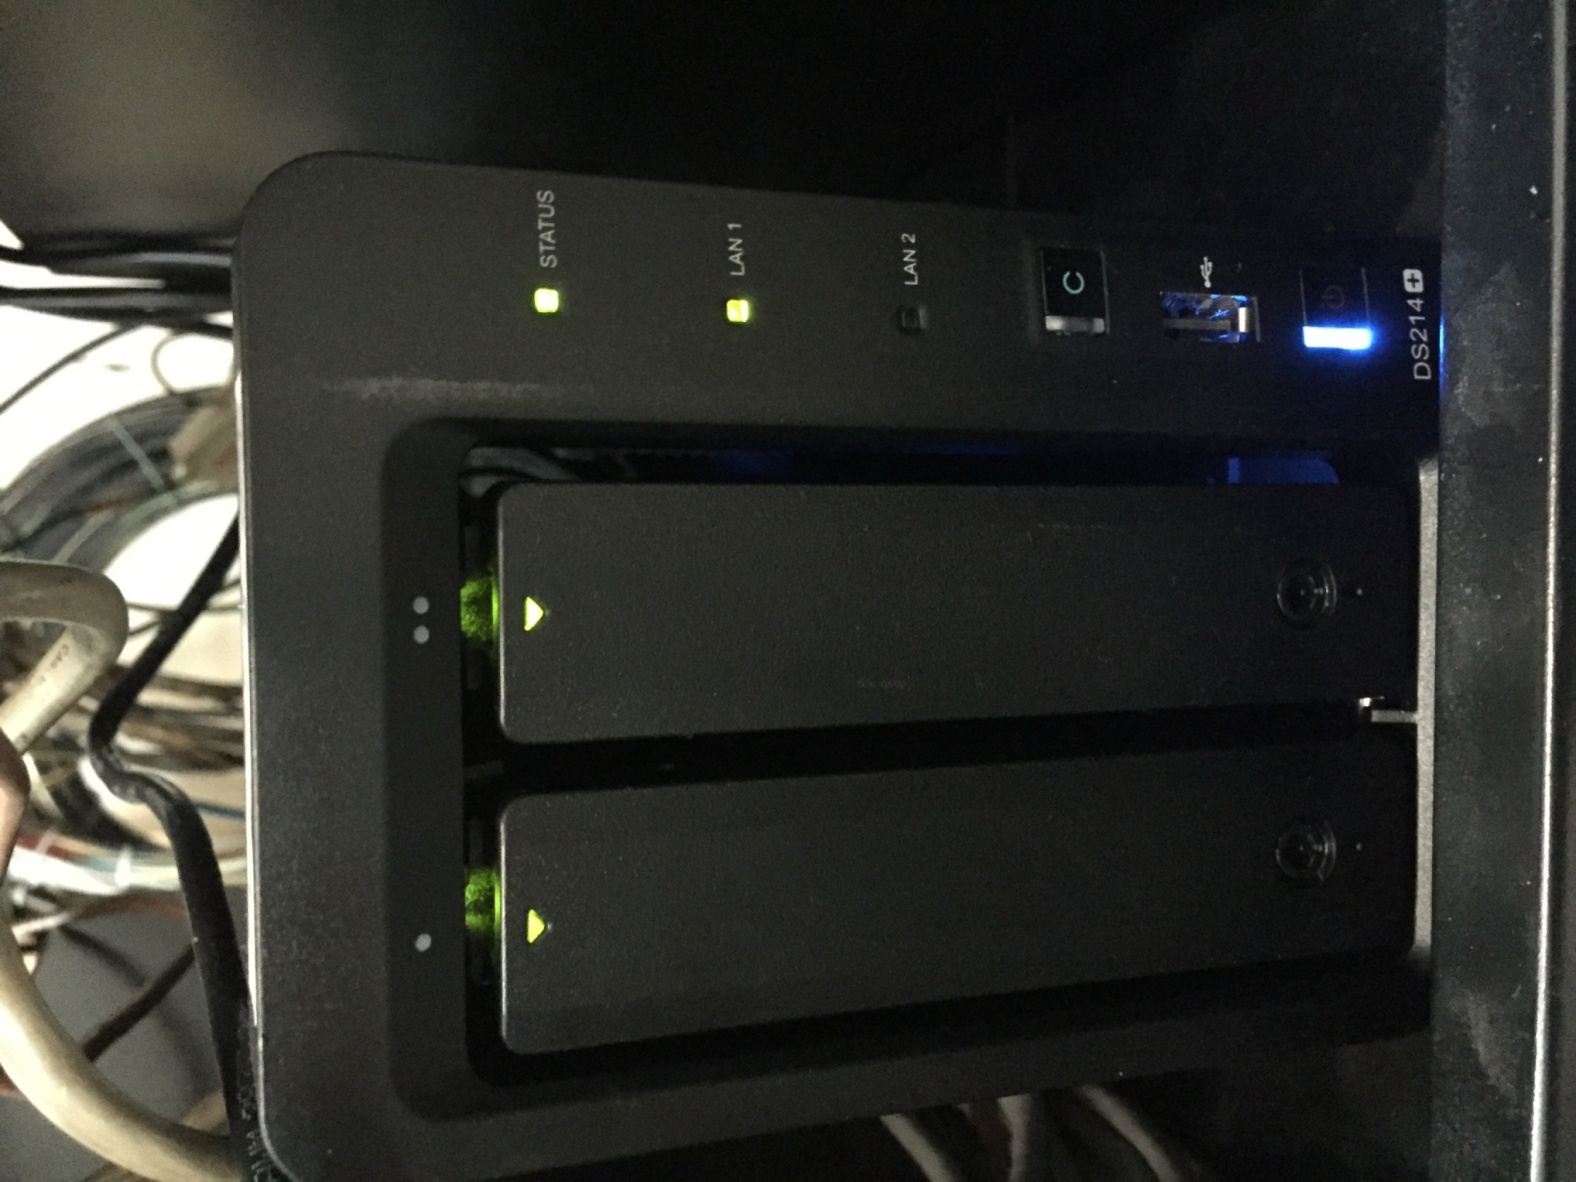 STATUS
LAN 1
LAN 2
C
DS214+